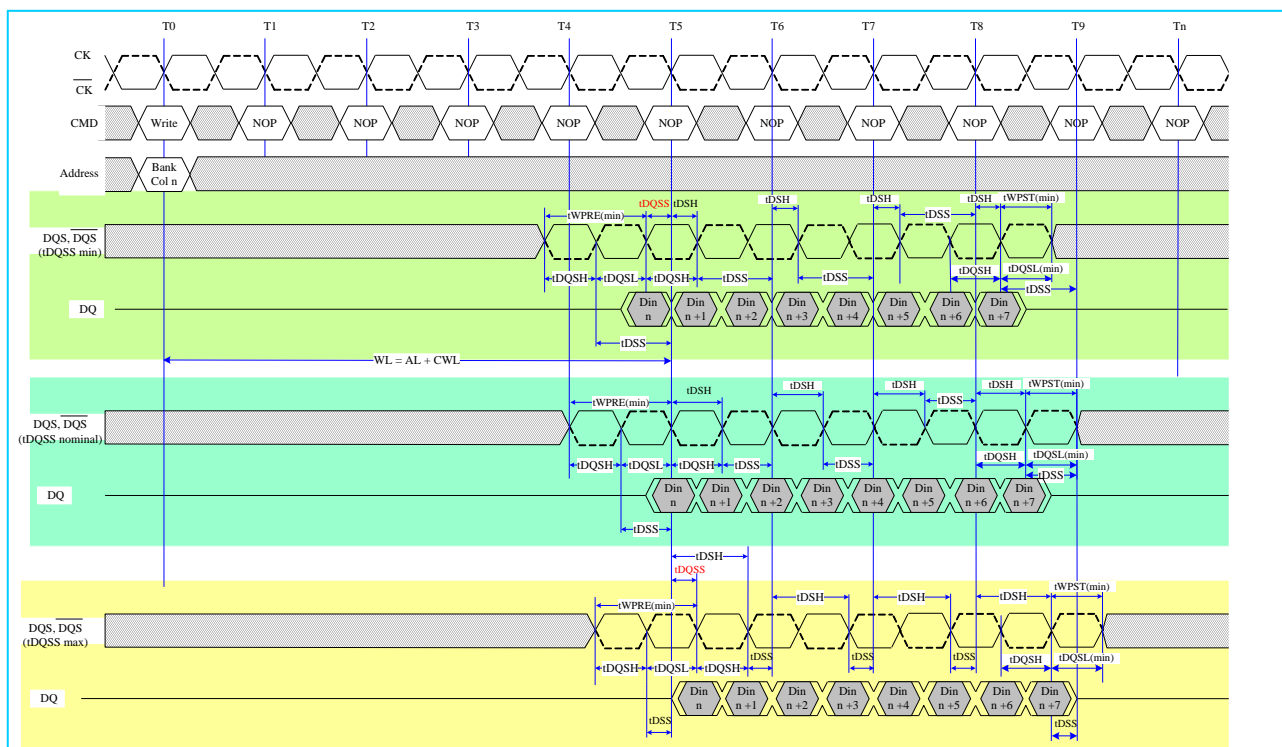 T0 T1 T2 T3 T4 T5 T6 T7 T8 T9 Tn
CK
CK
CMD Write NOP NOP NOP NOP NOP NOP NOP NOP NOP NOP
Address Bank
Col n
tDQSS tDSH tDSH tDSH tDSH tWPST(min)
tWPRE(min) tDSS
DQS, DQS
(tDQSS min)
tDQSH tDQSL tDQSH tDSS tDSS tDQSH tDQSL(min)
tDSS
DQ Din Din Din Din Din Din Din Din
n n +1 n +2 n +3 n +4 n +5 n +6 n +7
tDSS
WL = AL + CWL
tDSH tDSH tDSH tDSH tWPST(min)
tWPRE(min) tDSS
DQS, DQS
(tDQSS nominal)
tDQSH tDQSL tDQSH tDSS tDSS tDQSH tDQSL(min)
tDSS
DQ Din Din Din Din Din Din Din Din
n n +1 n +2 n +3 n +4 n +5 n +6 n +7
tDSS
tDSH
tDQSS
tWPRE(min) tDSH tDSH tDSH tWPST(min)
DQS, DQS
(tDQSS max)
tDQSH tDQSL tDQSH tDSS tDSS tDSS tDQSH tDQSL(min)
DQ Din Din Din Din Din Din Din Din
n n +1 n +2 n +3 n +4 n +5 n +6 n +7
tDSS tDSS